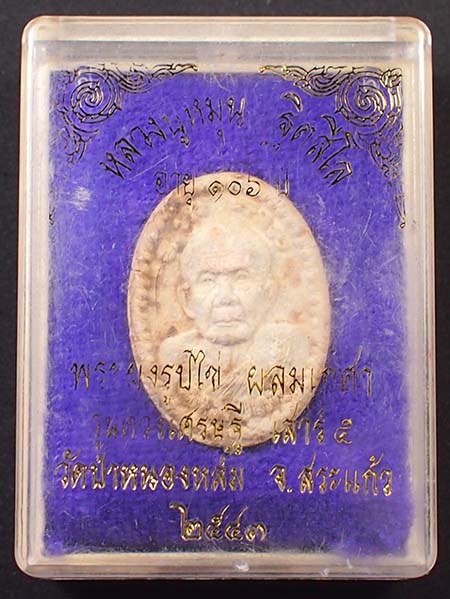 หลวงปู่หมุน ฐิตสีโล
อายุ ๑๐๖ ปี
พระผงรูปไข่ ผสมเกศา
รุ่นดวงเศรษฐี เสาร์ ๕
วัดป่าหนองหล่ม จ.สระแก้ว
๒๕๔๓